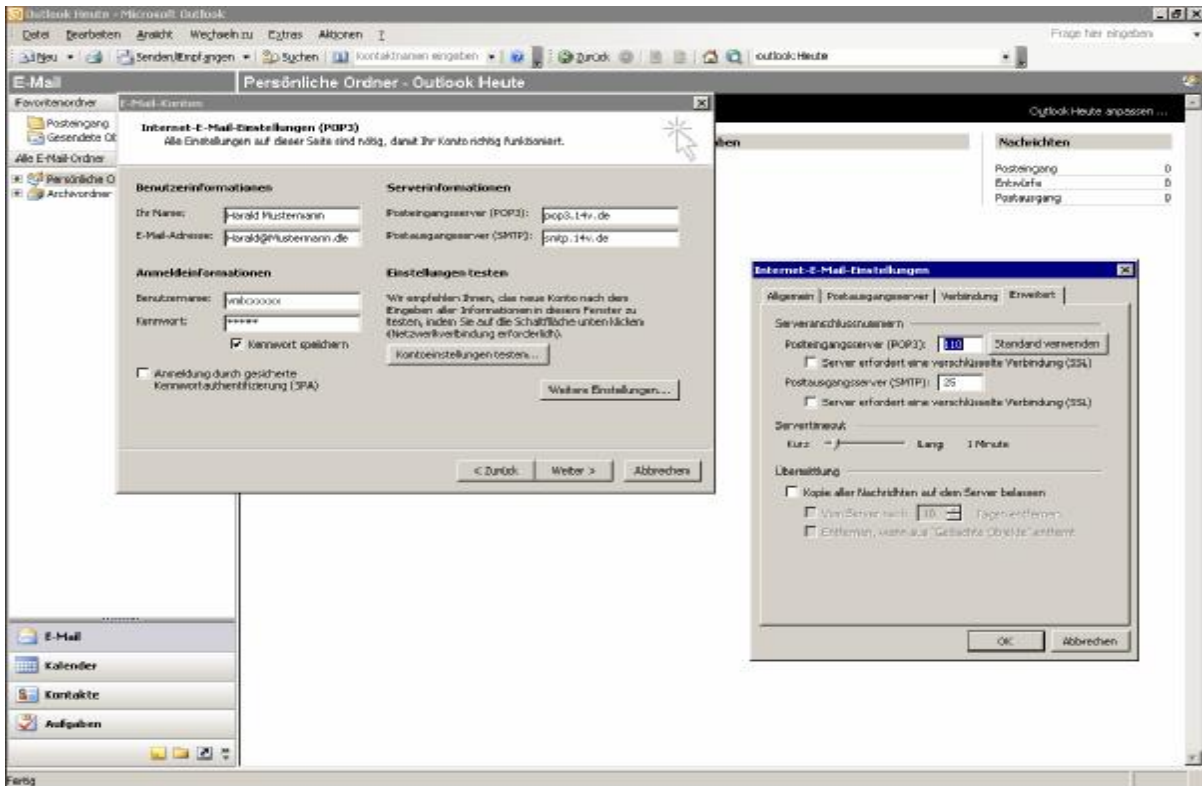 Outlook Heute - Microsoft Outlook
Datei Bearbeiten Ansicht Wechseln zu Extras Aktionen ?
Frage hier eingeben
Neu Senden/Empfangen Suchen Kontaktnamen eingeben Zurück Outlook Heute
E-Mail
Persönliche Ordner - Outlook Heute
Favoritenordner
Posteingang
Gesendete Ob
Alle E-Mail-Ordner
Persönliche O
Archivordner
Outlook Heute anpassen ...
ben
Nachrichten
Posteingang 0
Entwürfe 0
Postausgang 0
E-Mail-Konten
Internet-E-Mail-Einstellungen (POP3)
Alle Einstellungen auf dieser Seite sind nötig, damit Ihr Konto richtig funktioniert.
Benutzerinformationen
Ihr Name: Harald Mustermann
E-Mail-Adresse: Harald@Mustermann.de
Serverinformationen
Posteingangsserver (POP3): pop3.14v.de
Postausgangsserver (SMTP): smtp.14v.de
Anmeldeinformationen
Benutzername:
Kennwort: *****
Kennwort speichern
Anmeldung durch gesicherte
Kennwortauthentifizierung (SPA)
Einstellungen testen
Wir empfehlen Ihnen, das neue Konto nach dem
Eingeben aller Informationen in diesem Fenster zu
testen, indem Sie auf die Schaltfläche unten klicken
(Netzwerkverbindung erforderlich).
Kontoeinstellungen testen...
Weitere Einstellungen...
< Zurück Weiter > Abbrechen
Internet-E-Mail-Einstellungen
Allgemein Postausgangsserver Verbindung Erweitert
Serveranschlussnummern
Posteingangsserver (POP3): 110 Standard verwenden
Server erfordert eine verschlüsselte Verbindung (SSL)
Postausgangsserver (SMTP): 25
Server erfordert eine verschlüsselte Verbindung (SSL)
Servertimeout
Kurz Lang 1 Minute
Übermittlung
Kopie aller Nachrichten auf dem Server belassen
Vom Server nach 10 Tagen entfernen
Entfernen, wenn aus "Gelöschte Objekte" entfernt
OK Abbrechen
E-Mail
Kalender
Kontakte
Aufgaben
Fertig